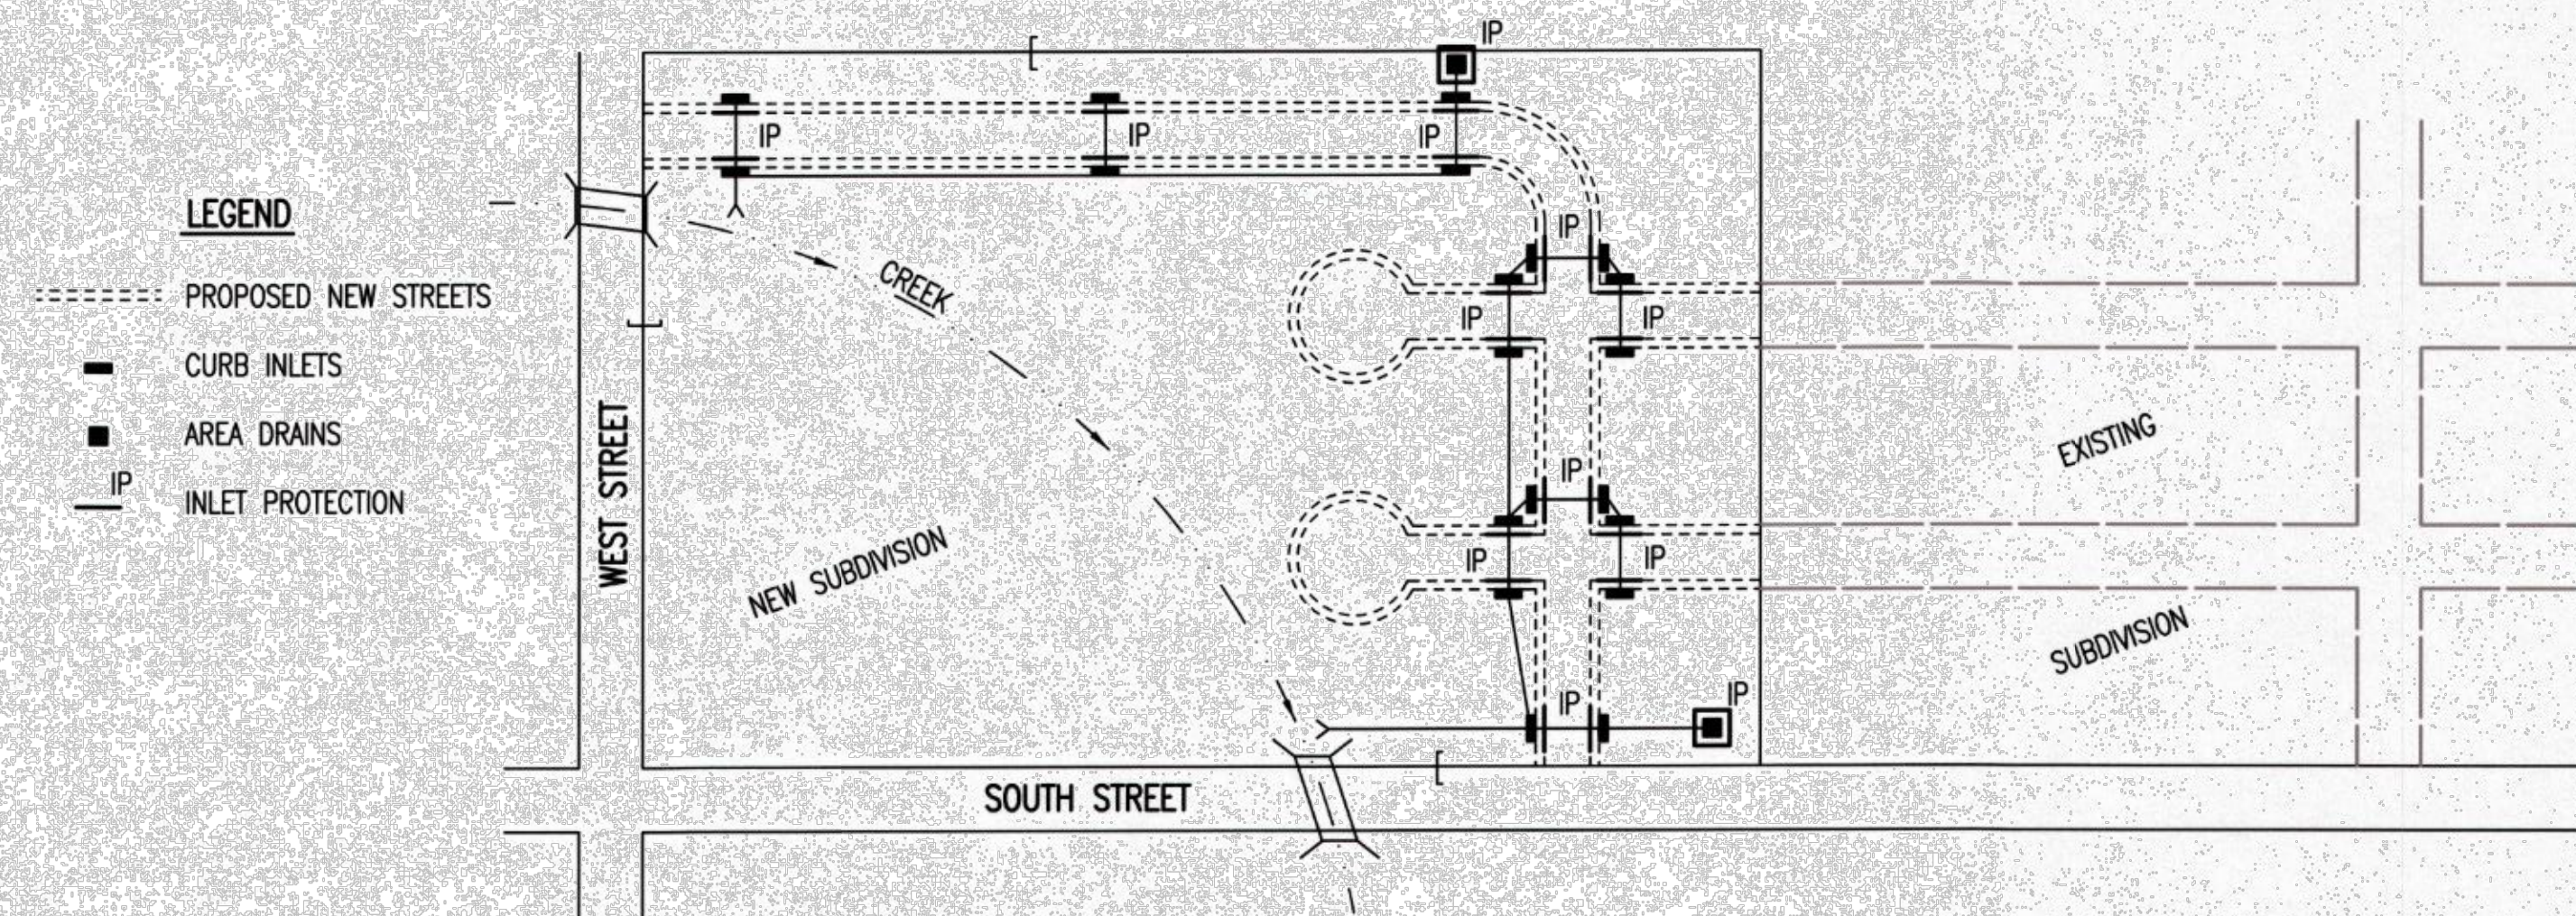 LEGEND
PROPOSED NEW STREETS
CURB INLETS
AREA DRAINS
IP
INLET PROTECTION
WEST STREET
IP
IP
IP
IP
IP
CREEK
IP
IP
NEW SUBDIVISION
IP
IP
IP
IP
IP
SOUTH STREET
EXISTING
SUBDIVISION